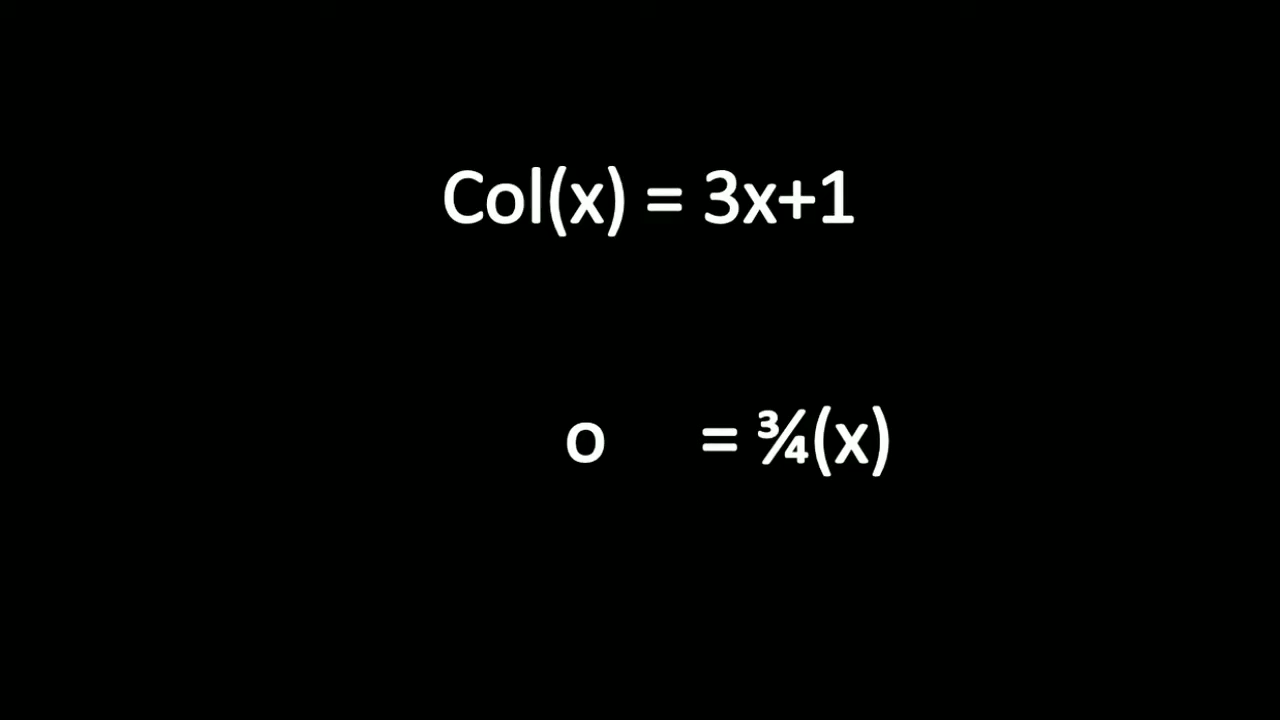 Col(x) = 3x+1
o = ¾(x)